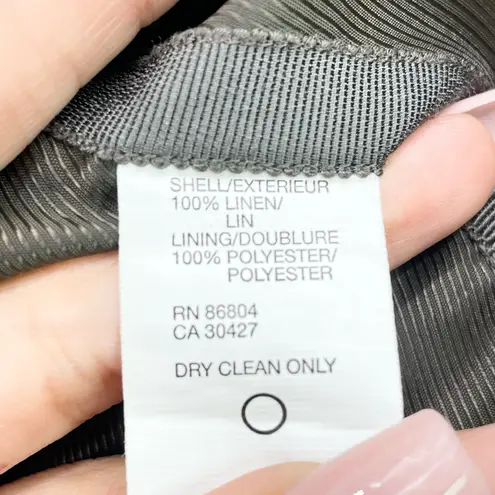 SHELL/EXTERIEUR
100% LINEN/
LIN
LINING/DOUBLURE
100% POLYESTER/
POLYESTER
RN 86804
CA 30427
DRY CLEAN ONLY